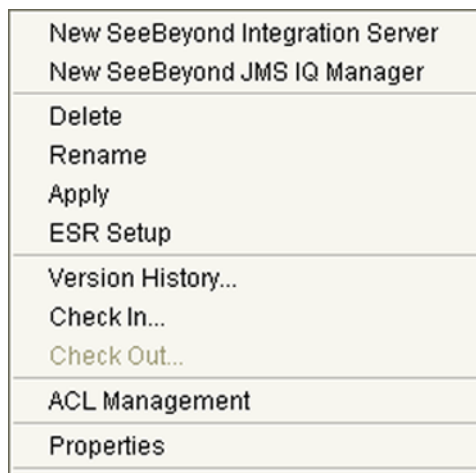 New SeeBeyond Integration Server
New SeeBeyond JMS IQ Manager
Delete
Rename
Apply
ESR Setup
Version History...
Check In...
Check Out...
ACL Management
Properties